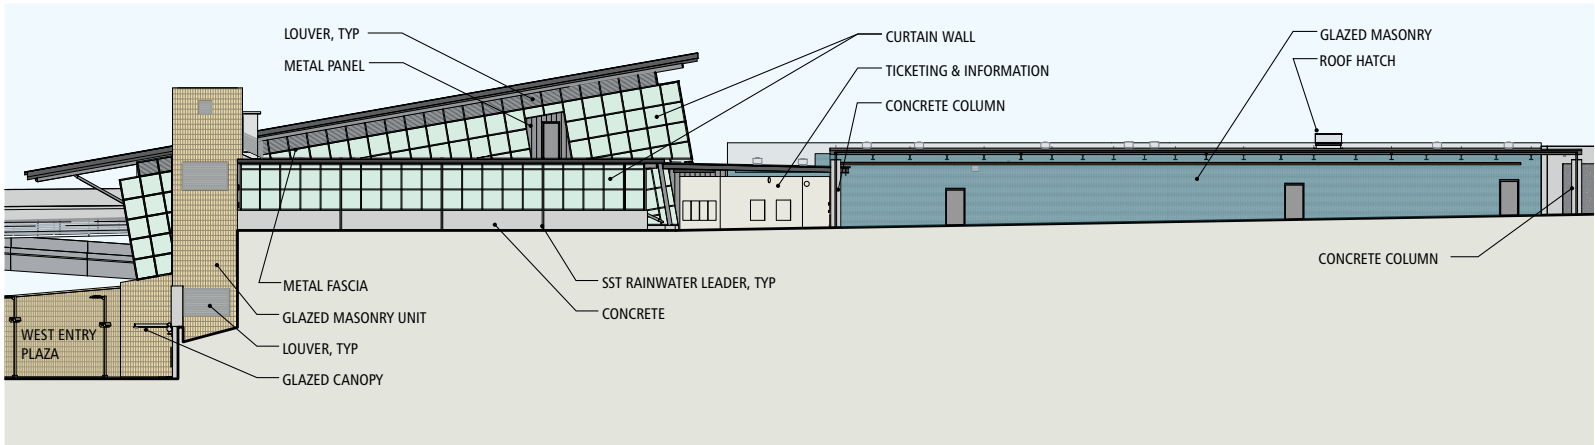 LOUVER, TYP
METAL PANEL
CURTAIN WALL
TICKETING & INFORMATION
CONCRETE COLUMN
GLAZED MASONRY
ROOF HATCH
CONCRETE COLUMN
METAL FASCIA
GLAZED MASONRY UNIT
LOUVER, TYP
GLAZED CANOPY
SST RAINWATER LEADER, TYP
CONCRETE
WEST ENTRY
PLAZA